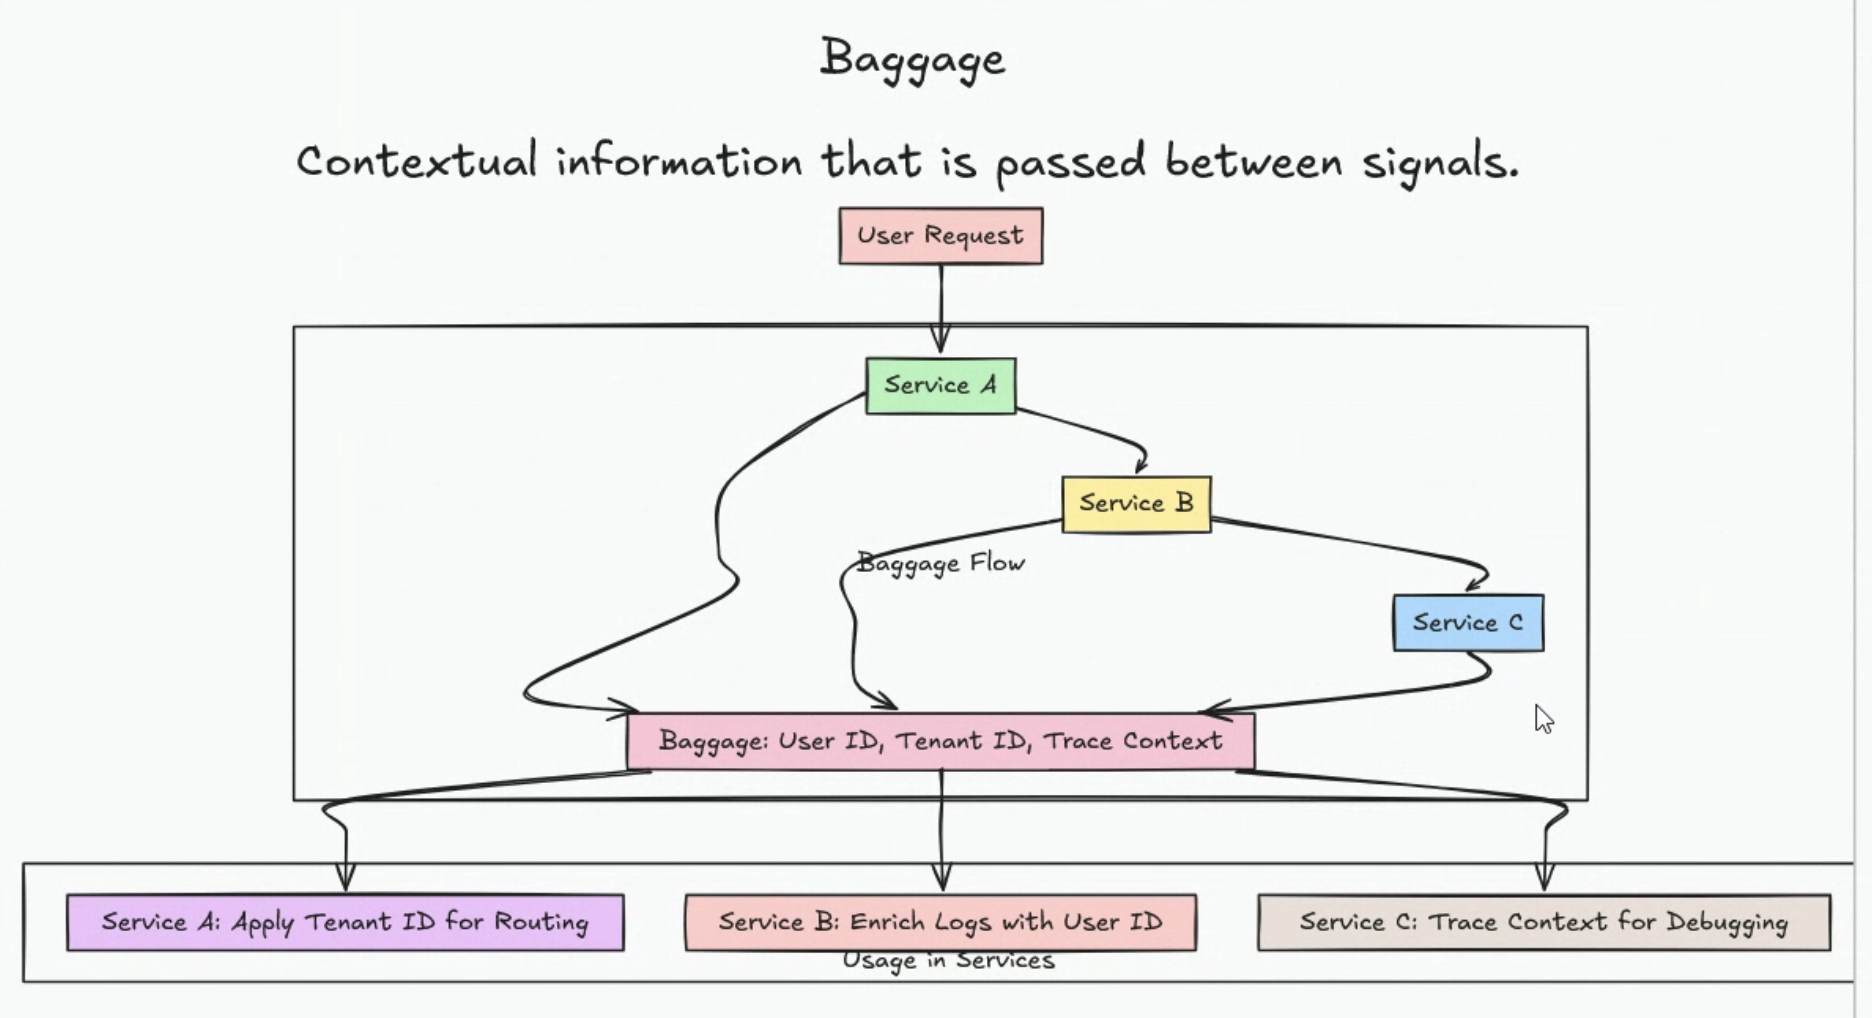 Baggage
Contextual information that is passed between signals.
User Request
Service A
Service B
Baggage Flow
Service C
Baggage: User ID, Tenant ID, Trace Context
Service A: Apply Tenant ID for Routing
Service B: Enrich Logs with User ID
Service C: Trace Context for Debugging
Usage in Services